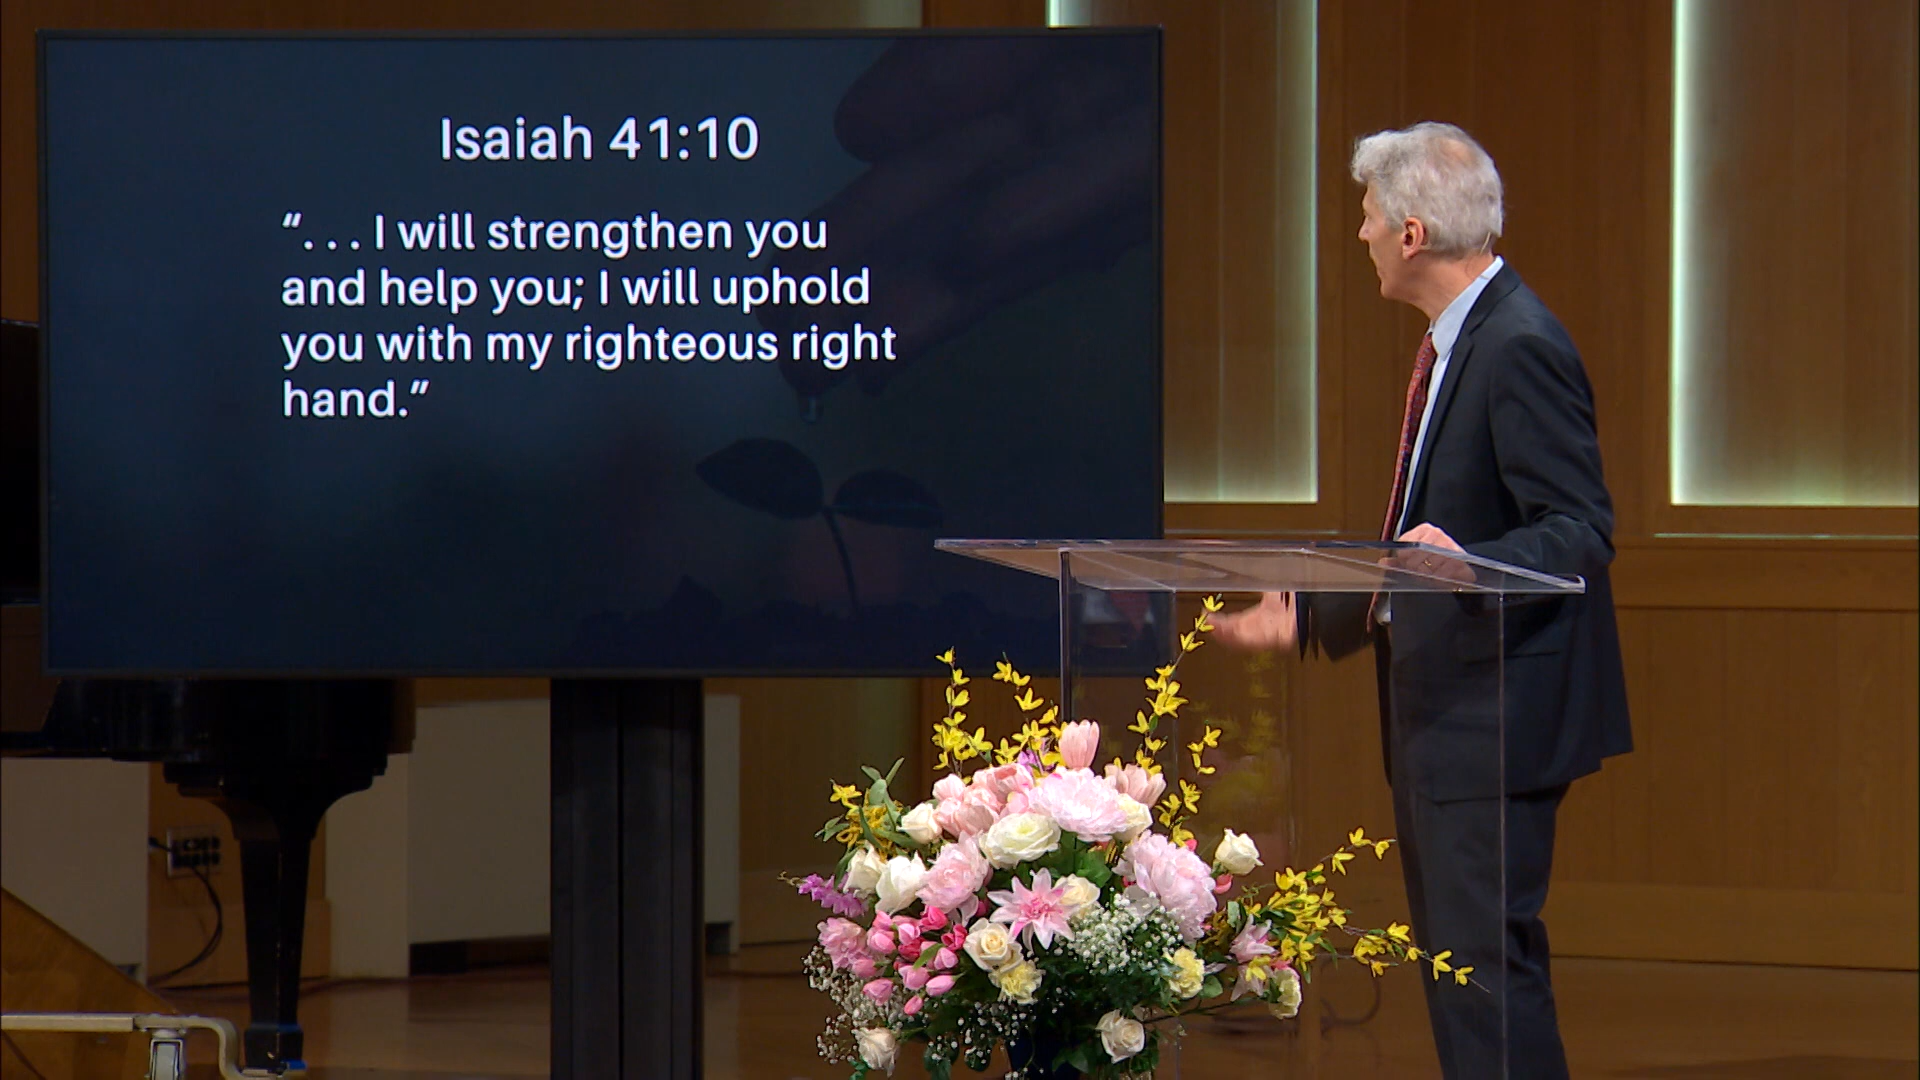 Isaiah 41:10
“. . . I will strengthen you
and help you; I will uphold
you with my righteous right
hand.”